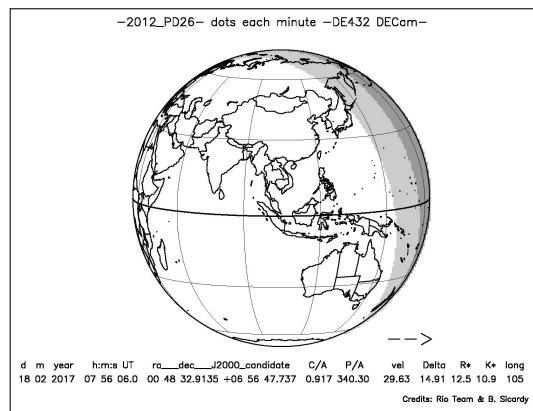 -2012_PD26- dots each minute -DE432 DECam-
d m year h:m:s UT ra___dec___J2000_candidate C/A P/A vel Delta R* K* long
18 02 2017 07 56 06.0 00 48 32.9135 +06 56 47.737 0.917 340.30 29.63 14.91 12.5 10.9 105
Credits: Rio Team & B. Sicardy